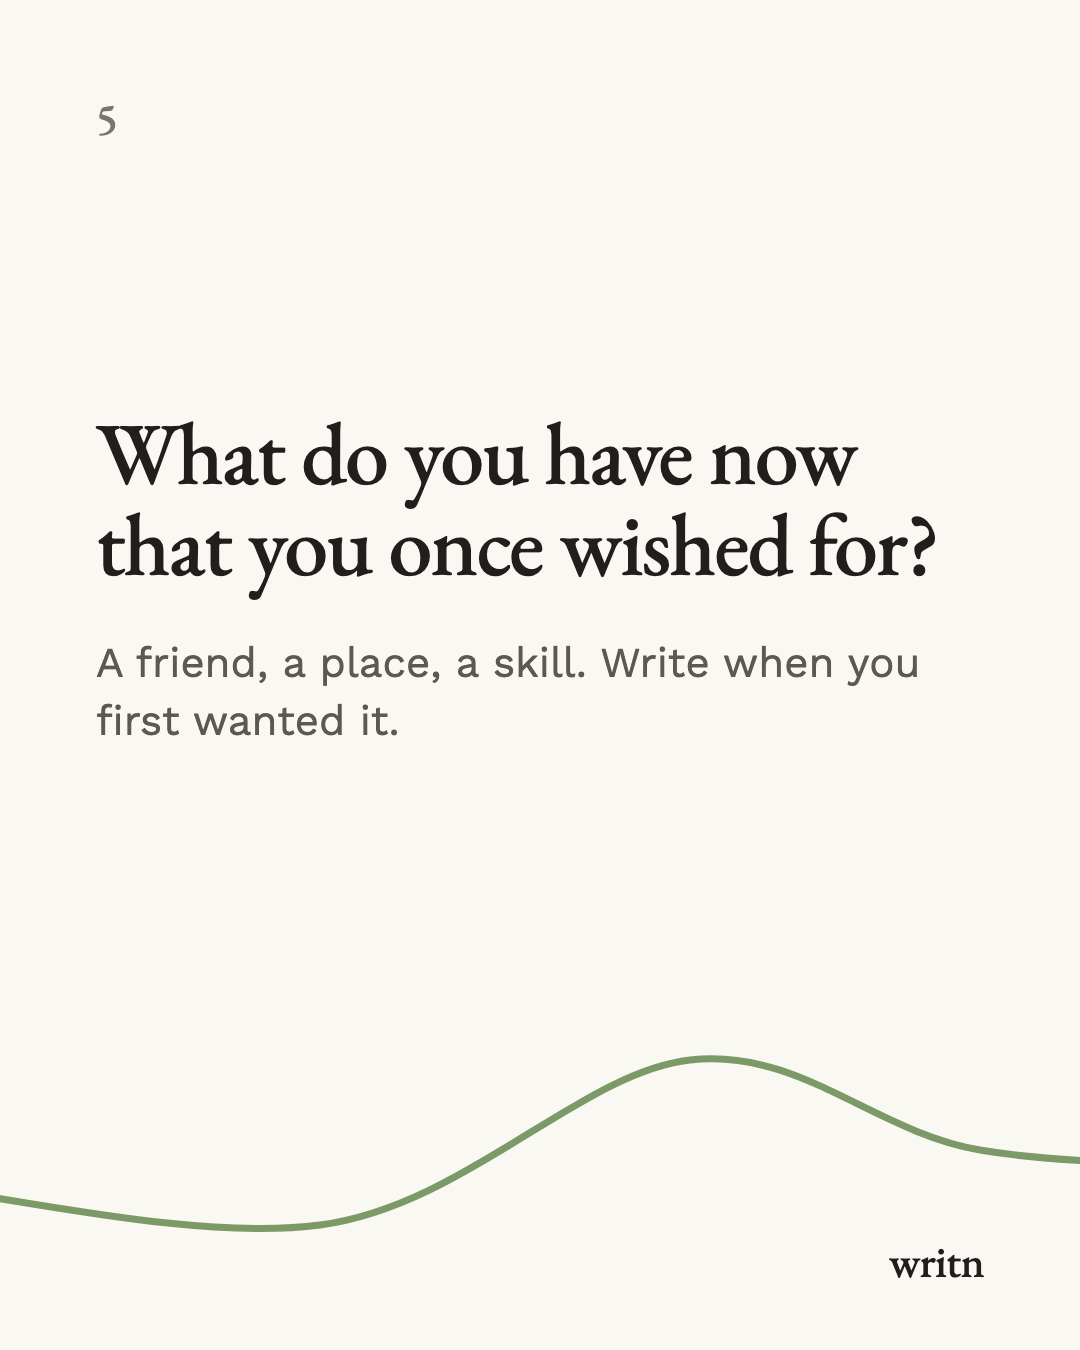 5
What do you have now
that you once wished for?
A friend, a place, a skill. Write when you
first wanted it.
writn